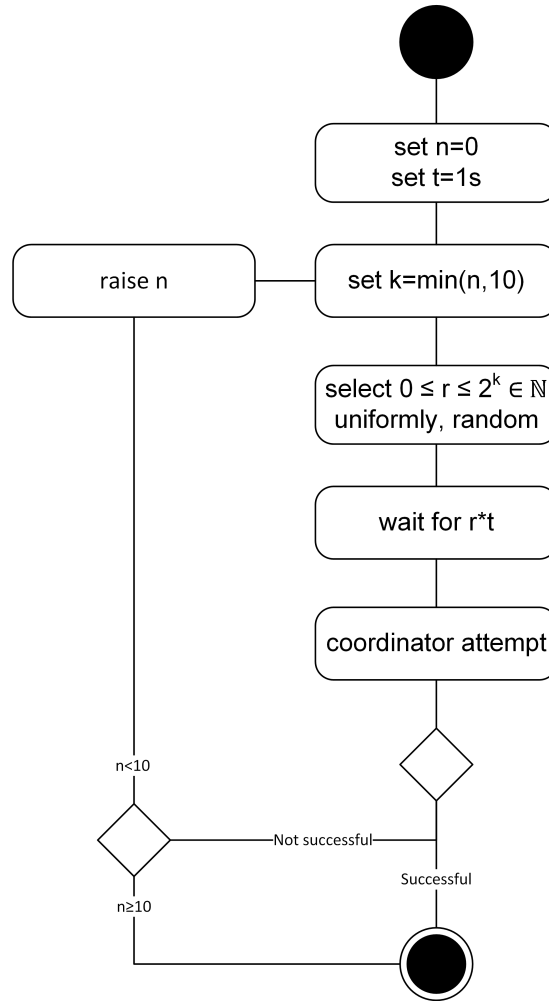 set n=0
set t=1s
raise n
set k=min(n,10)
select 0 ≤ r ≤ 2^k ∈ ℕ
uniformly, random
wait for r*t
coordinator attempt
n<10
Not successful
Successful
n≥10